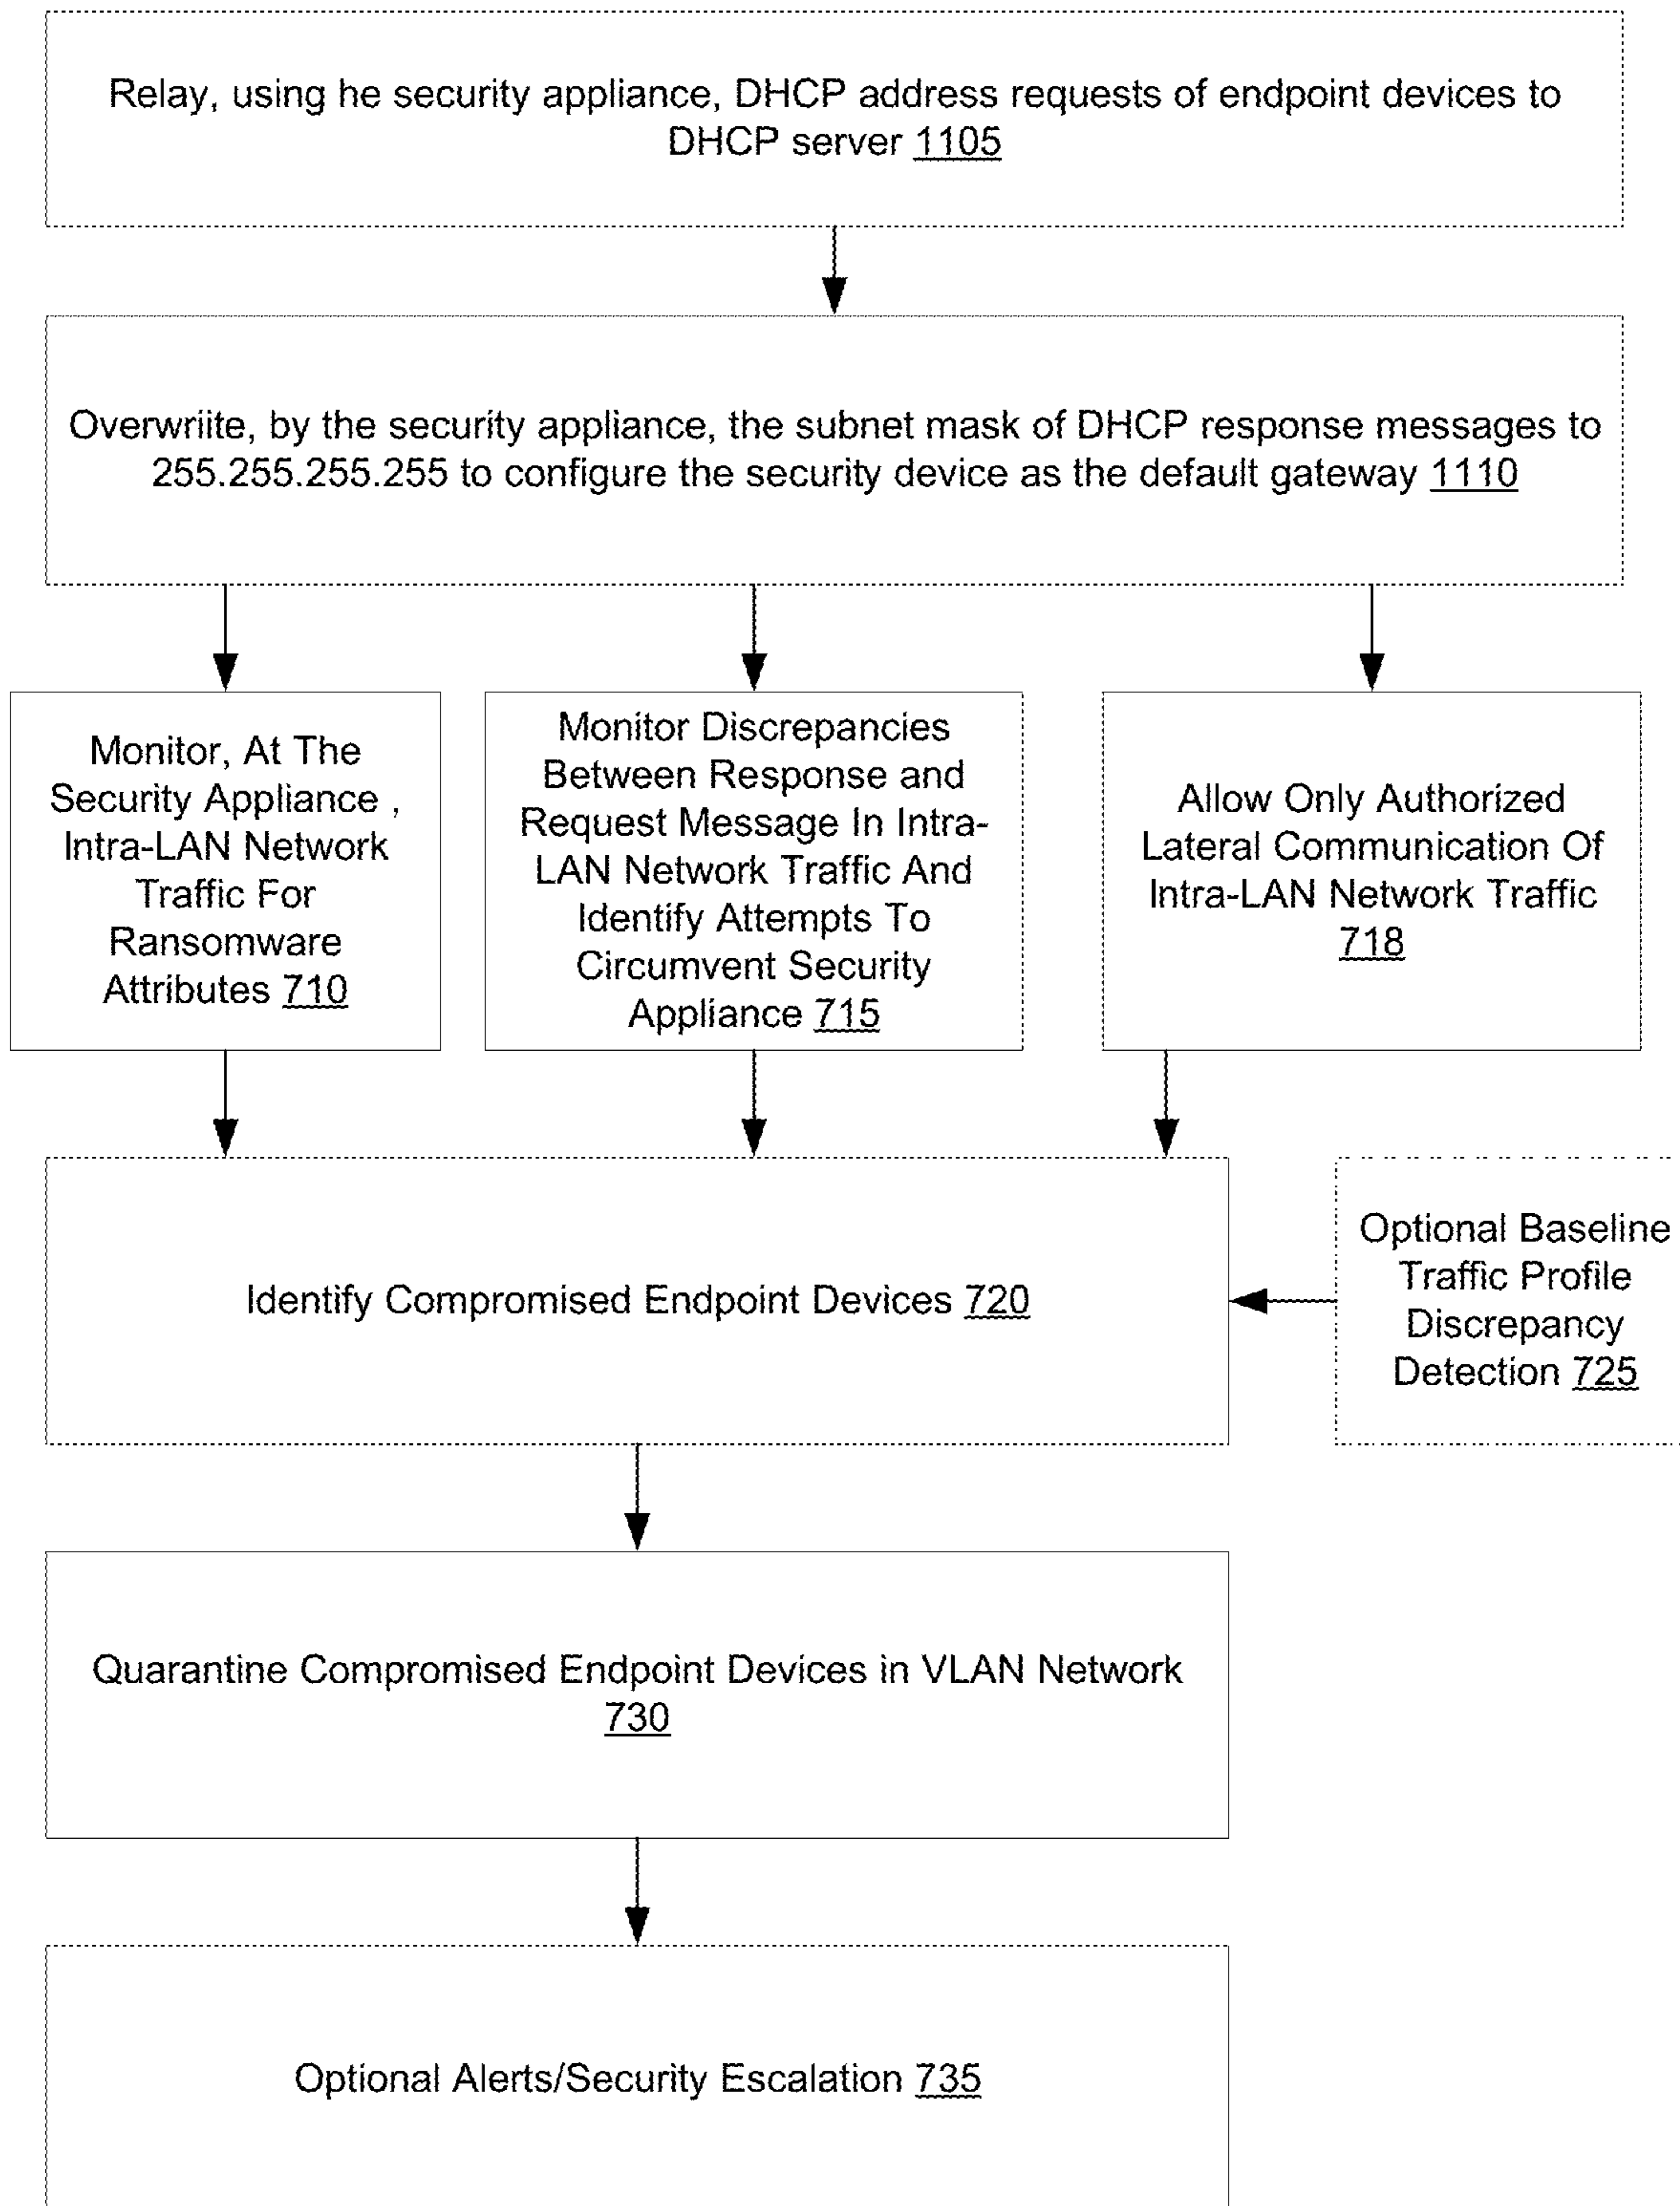 Relay, using he security appliance, DHCP address requests of endpoint devices to
DHCP server 1105
Overwriite, by the security appliance, the subnet mask of DHCP response messages to
255.255.255.255 to configure the security device as the default gateway 1110
Monitor, At The
Security Appliance ,
Intra-LAN Network
Traffic For
Ransomware
Attributes 710
Monitor Discrepancies
Between Response and
Request Message In Intra-
LAN Network Traffic And
Identify Attempts To
Circumvent Security
Appliance 715
Allow Only Authorized
Lateral Communication Of
Intra-LAN Network Traffic
718
Identify Compromised Endpoint Devices 720
Optional Baseline
Traffic Profile
Discrepancy
Detection 725
Quarantine Compromised Endpoint Devices in VLAN Network
730
Optional Alerts/Security Escalation 735